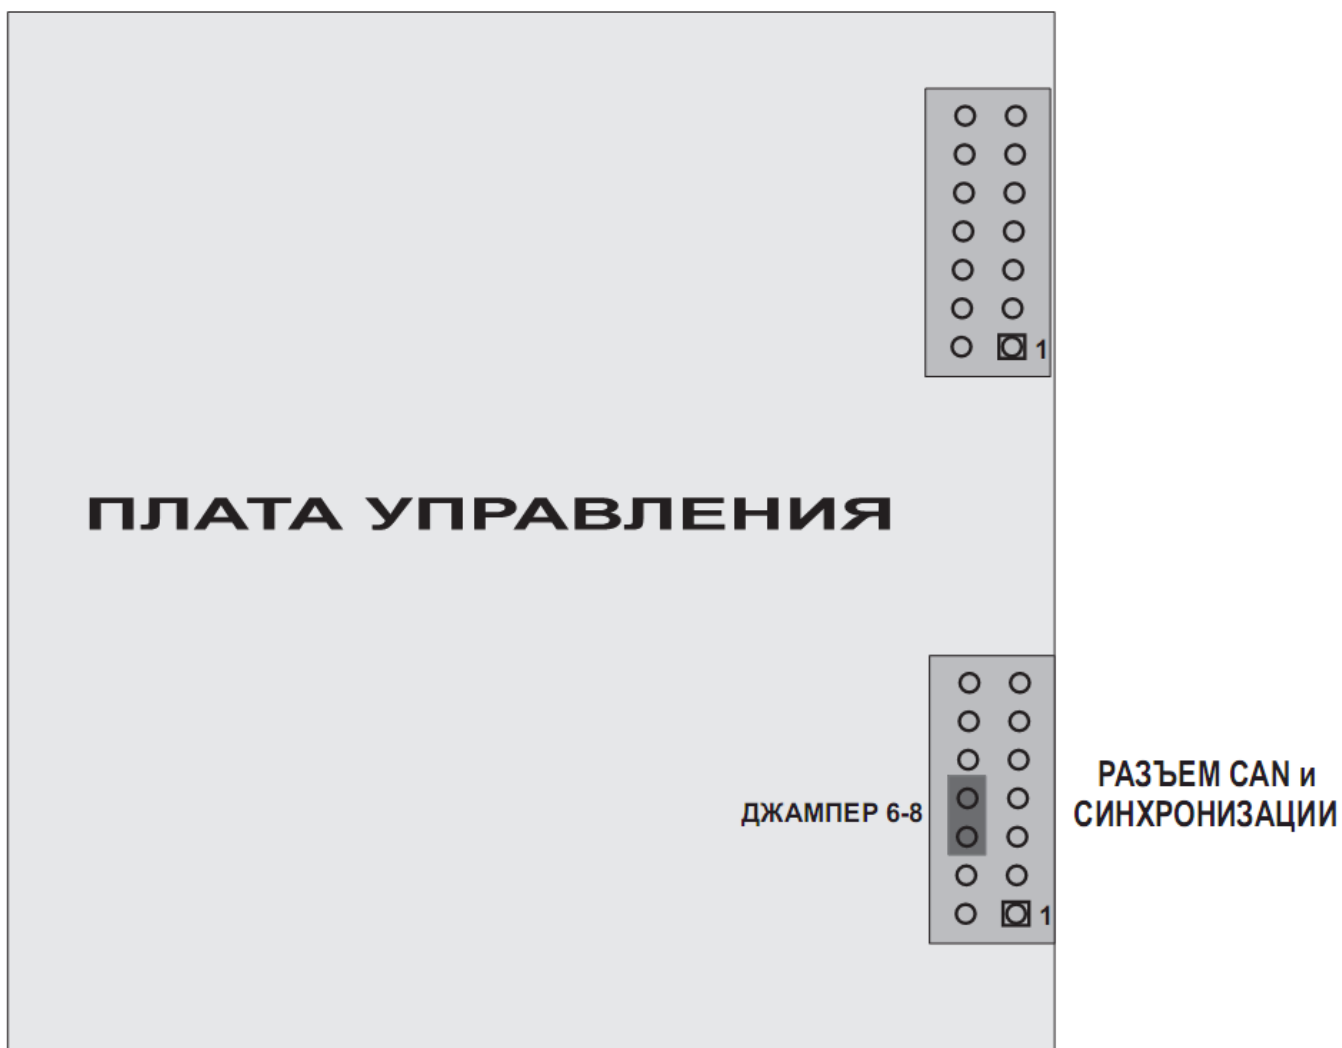 1
ПЛАТА УПРАВЛЕНИЯ
ДЖАМПЕР 6-8
РАЗЪЕМ CAN и
СИНХРОНИЗАЦИИ
1